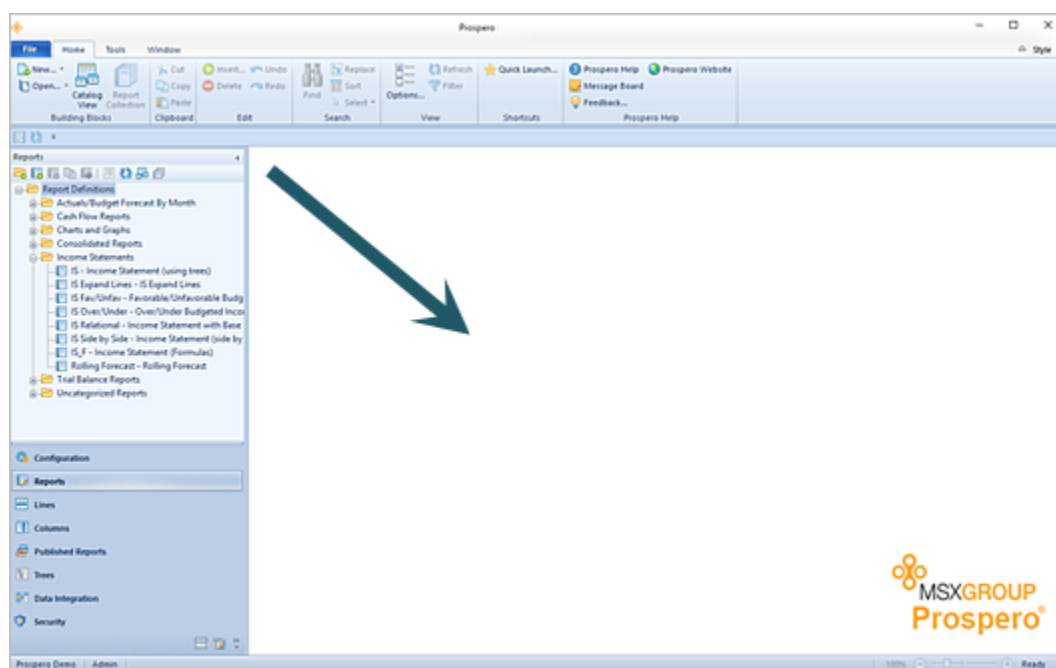 Prospero
File Home Tools Window Style
New... Cut Insert... Undo Replace Refresh Quick Launch... Prospero Help Prospero Website
Open... Catalog View Report Collection Copy Delete Redo Find Sort Options... Filter Message Board
Paste Select Feedback...
Building Blocks Clipboard Edit Search View Shortcuts Prospero Help
Reports
Report Definitions
Actuals/Budget Forecast By Month
Cash Flow Reports
Charts and Graphs
Consolidated Reports
Income Statements
IS - Income Statement (using trees)
IS Expand Lines - IS Expand Lines
IS Fav/Unfav - Favorable/Unfavorable Budg
IS Over/Under - Over/Under Budgeted Inco
IS Relational - Income Statement with Base
IS Side by Side - Income Statement (side by
IS_F - Income Statement (Formulas)
Rolling Forecast - Rolling Forecast
Trial Balance Reports
Uncategorized Reports
Configuration
Reports
Lines
Columns
Published Reports
Trees
Data Integration
Security
MSXGROUP
Prospero®
Prospero Demo Admin 100% Ready